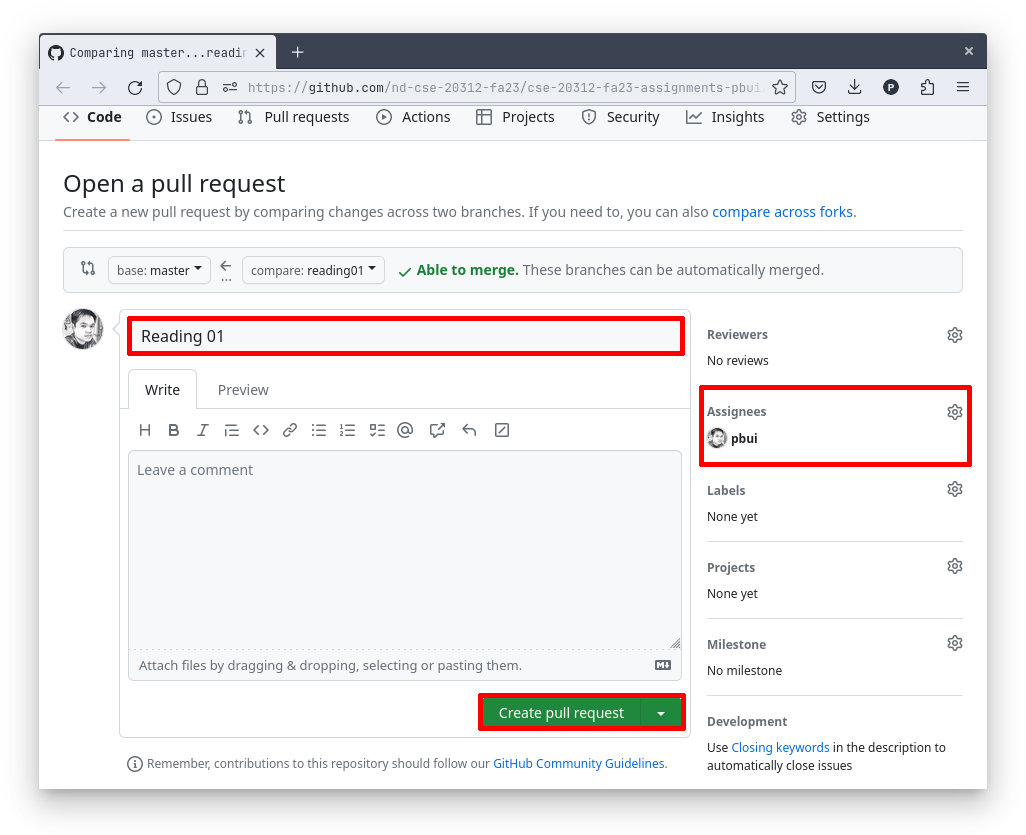 Comparing master...readin
https://github.com/nd-cse-20312-fa23/cse-20312-fa23-assignments-pbui
P
Code Issues Pull requests Actions Projects Security Insights Settings
Open a pull request
Create a new pull request by comparing changes across two branches. If you need to, you can also compare across forks.
base: master compare: reading01 Able to merge. These branches can be automatically merged.
Reading 01
Write Preview
Leave a comment
Attach files by dragging & dropping, selecting or pasting them.
Create pull request
Remember, contributions to this repository should follow our GitHub Community Guidelines.
Reviewers
No reviews
Assignees
pbui
Labels
None yet
Projects
None yet
Milestone
No milestone
Development
Use Closing keywords in the description to
automatically close issues